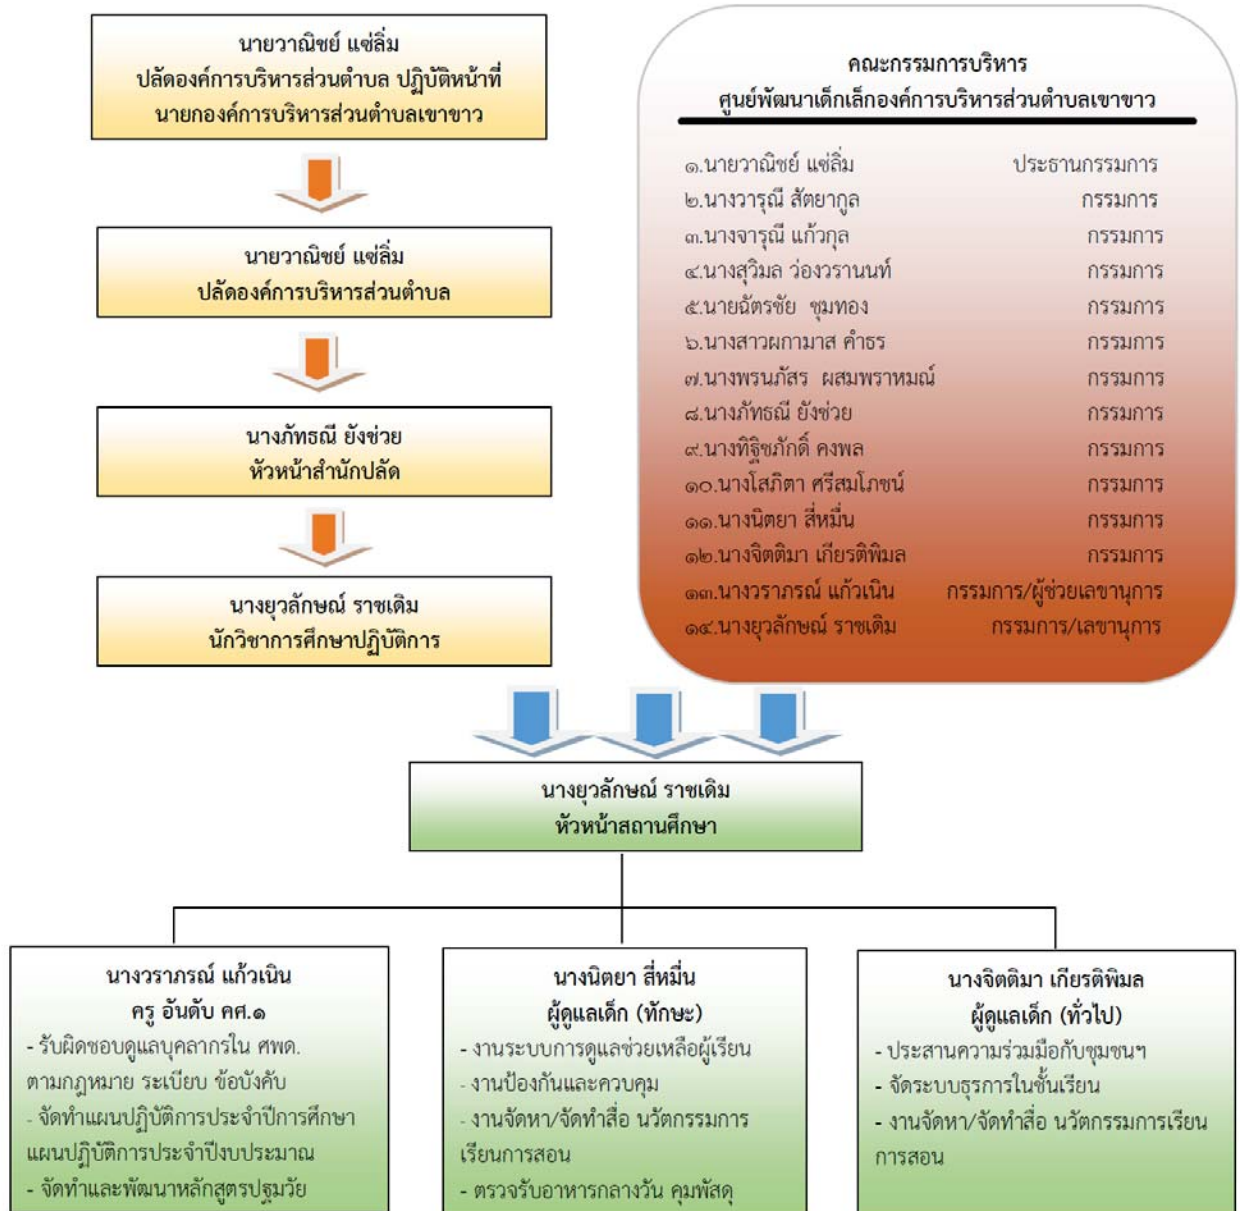 นายวาณิชย์ แซ่ลิ่ม
ปลัดองค์การบริหารส่วนตำบล ปฏิบัติหน้าที่
นายกองค์การบริหารส่วนตำบลเขาขาว
นายวาณิชย์ แซ่ลิ่ม
ปลัดองค์การบริหารส่วนตำบล
นางภัทธณี ยังช่วย
หัวหน้าสำนักปลัด
นางยุวลักษณ์ ราชเดิม
นักวิชาการศึกษาปฏิบัติการ
คณะกรรมการบริหาร
ศูนย์พัฒนาเด็กเล็กองค์การบริหารส่วนตำบลเขาขาว
๑.นายวาณิชย์ แซ่ลิ่ม ประธานกรรมการ
๒.นางวารุณี สัตยากูล กรรมการ
๓.นางจารุณี แก้วกุล กรรมการ
๔.นางสุวิมล ว่องวรานนท์ กรรมการ
๕.นายฉัตรชัย ชุมทอง กรรมการ
๖.นางสาวผกามาส คำธร กรรมการ
๗.นางพรนภัสร ผสมพราหมณ์ กรรมการ
๘.นางภัทธณี ยังช่วย กรรมการ
๙.นางทิฐิชภักดิ์ คงพล กรรมการ
๑๐.นางโสภิตา ศรีสมโภชน์ กรรมการ
๑๑.นางนิตยา สี่หมื่น กรรมการ
๑๒.นางจิตติมา เกียรติพิมล กรรมการ
๑๓.นางวราภรณ์ แก้วเนิน กรรมการ/ผู้ช่วยเลขานุการ
๑๔.นางยุวลักษณ์ ราชเดิม กรรมการ/เลขานุการ
นางยุวลักษณ์ ราชเดิม
หัวหน้าสถานศึกษา
นางวราภรณ์ แก้วเนิน
ครู อันดับ คศ.๑
- รับผิดชอบดูแลบุคลากรใน ศพด.
ตามกฎหมาย ระเบียบ ข้อบังคับ
- จัดทำแผนปฏิบัติการประจำปีการศึกษา
แผนปฏิบัติการประจำปีงบประมาณ
- จัดทำและพัฒนาหลักสูตรปฐมวัย
นางนิตยา สี่หมื่น
ผู้ดูแลเด็ก (ทักษะ)
- งานระบบการดูแลช่วยเหลือผู้เรียน
- งานป้องกันและควบคุม
- งานจัดหา/จัดทำสื่อ นวัตกรรมการ
เรียนการสอน
- ตรวจรับอาหารกลางวัน คุมพัสดุ
นางจิตติมา เกียรติพิมล
ผู้ดูแลเด็ก (ทั่วไป)
- ประสานความร่วมมือกับชุมชนฯ
- จัดระบบธุรการในชั้นเรียน
- งานจัดหา/จัดทำสื่อ นวัตกรรมการเรียน
การสอน